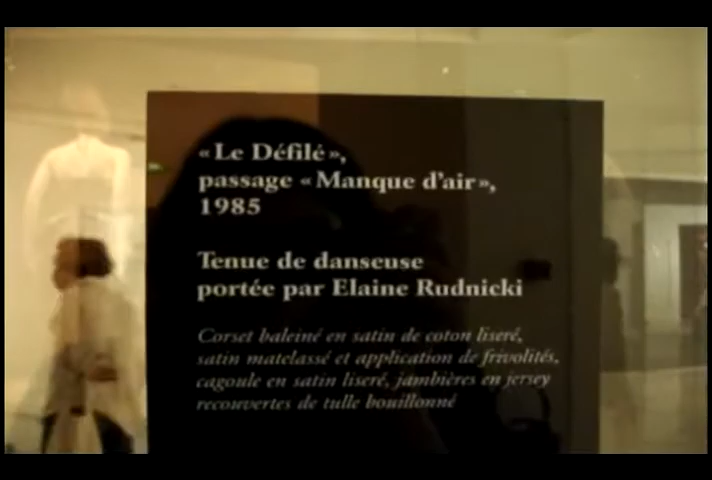 « Le Défilé »,
passage « Manque d'air »,
1985
Tenue de danseuse
portée par Elaine Rudnicki
Corset baleiné en satin de coton liseré,
satin matelassé et application de frivolités,
cagoule en satin liseré, jambières en jersey
recouvertes de tulle bouillonné